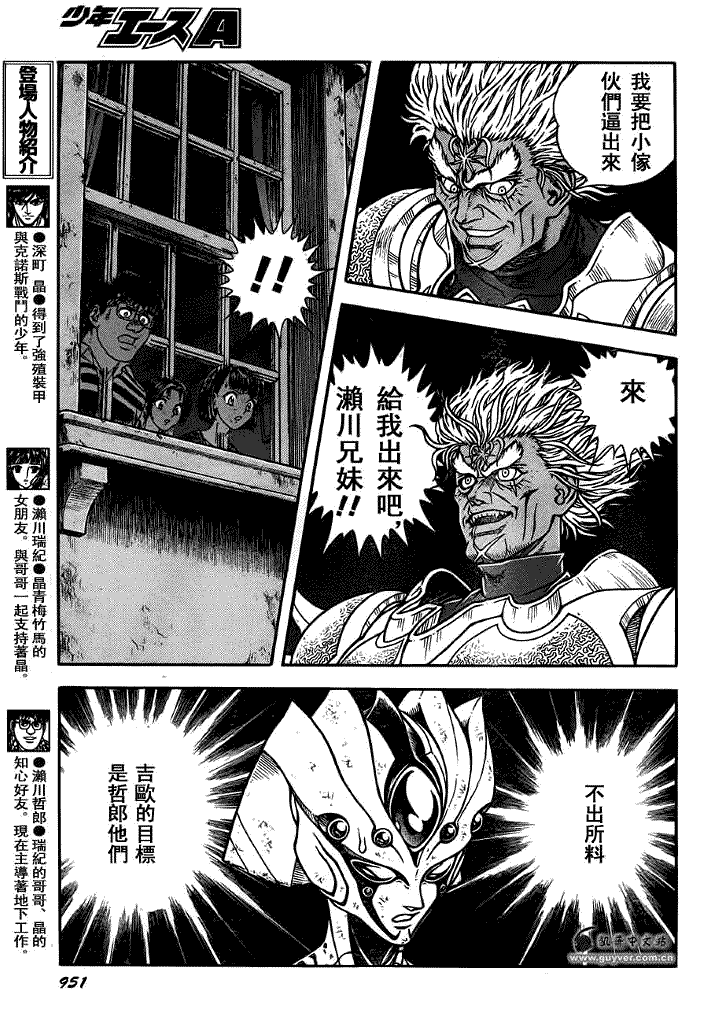 少年エースA
我要把小傢
伙們逼出來
!!
來
給我出來吧，
瀨川兄妹!!
不出所料
吉歐的目標
是哲郎他們
登場人物紹介
●深町 晶●得到了強殖裝甲
與克諾斯戰鬥的少年。
●瀨川瑞紀●晶青梅竹馬的
女朋友。與哥哥一起支持著晶。
●瀨川哲郎●瑞紀的哥哥、晶的
知心好友。現在主導著地下工作。
951
凱弄中文站
www.guyver.com.cn